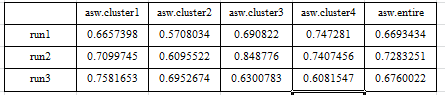 asw.cluster1 asw.cluster2 asw.cluster3 asw.cluster4 asw.entire
run1 0.6657398 0.5708034 0.690822 0.747281 0.6693434
run2 0.7099745 0.6095522 0.848776 0.7407456 0.7283251
run3 0.7581653 0.6952674 0.6300783 0.6081547 0.6760022